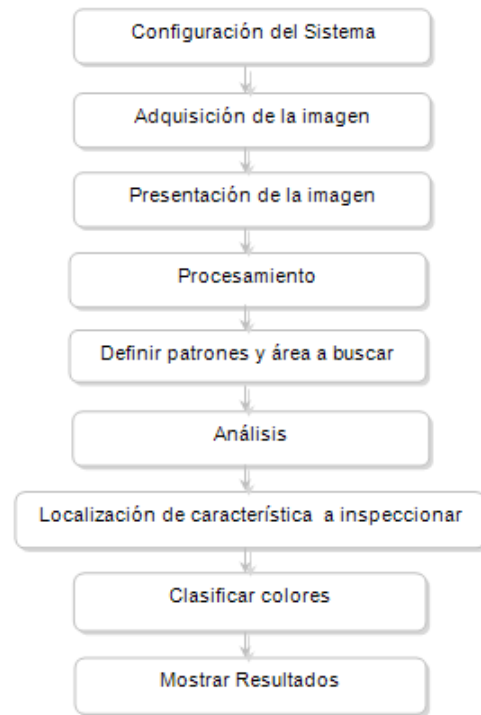 Configuración del Sistema
Adquisición de la imagen
Presentación de la imagen
Procesamiento
Definir patrones y área a buscar
Análisis
Localización de característica a inspeccionar
Clasificar colores
Mostrar Resultados